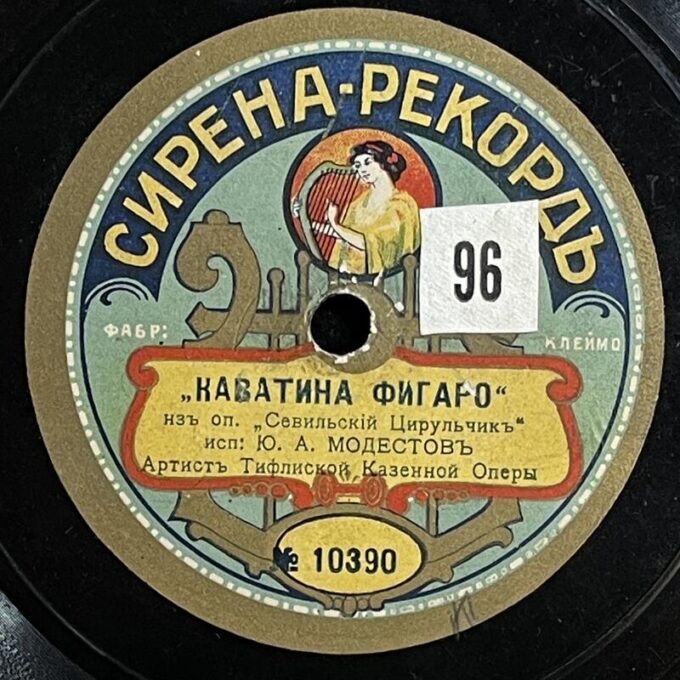 СИРЕНА-РЕКОРДЪ
96
ФАБР:
КЛЕЙМО
„КАВАТИНА ФИГАРО“
изъ оп. „Севильскій Цирульчикъ“
исп: Ю. А. МОДЕСТОВЪ
Артистъ Тифлиской Казенной Оперы
№ 10390